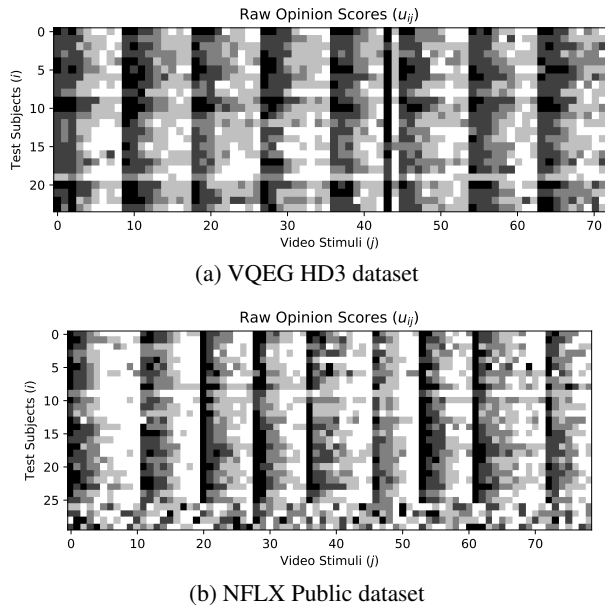 Raw Opinion Scores (u_ij)
0
5
10
15
20
Test Subjects (i)
0 10 20 30 40 50 60 70
Video Stimuli (j)
(a) VQEG HD3 dataset
Raw Opinion Scores (u_ij)
0
5
10
15
20
25
Test Subjects (i)
0 10 20 30 40 50 60 70
Video Stimuli (j)
(b) NFLX Public dataset